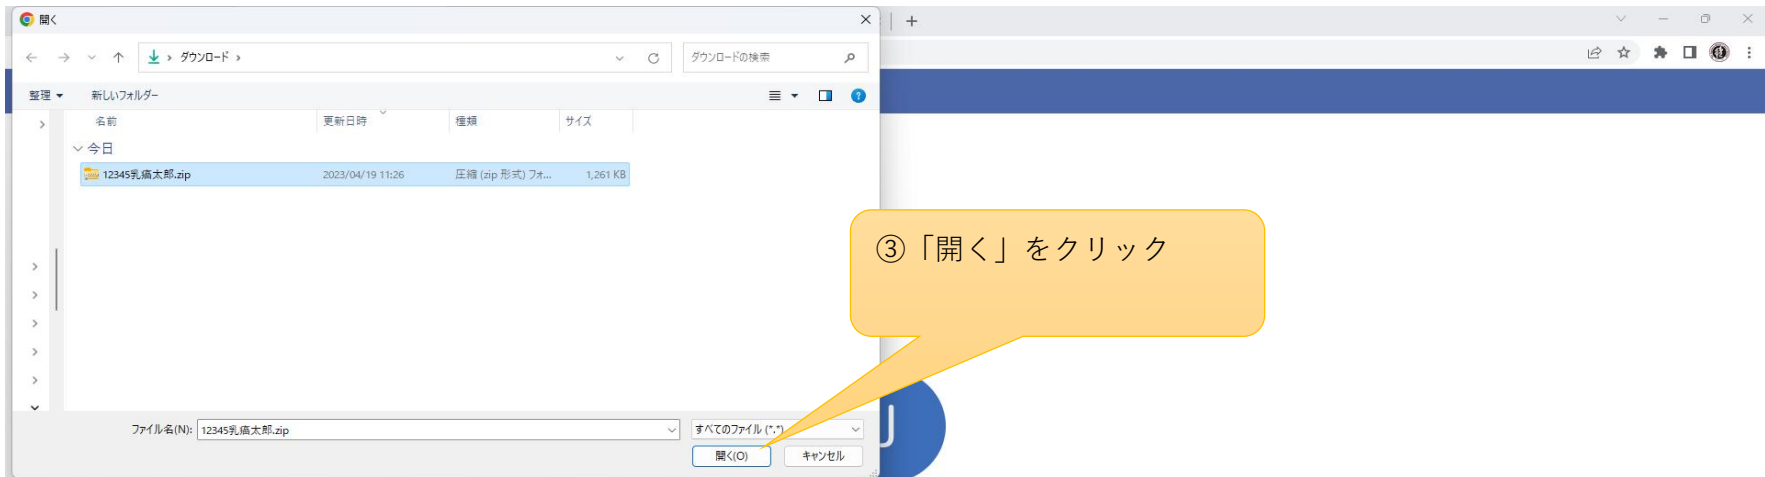 開く
ダウンロード
ダウンロードの検索
整理
新しいフォルダー
名前 更新日時 種類 サイズ
今日
12345乳癌太郎.zip 2023/04/19 11:26 圧縮 (zip 形式) フォ... 1,261 KB
③「開く」をクリック
ファイル名(N): 12345乳癌太郎.zip すべてのファイル (*.*)
開く(O) キャンセル